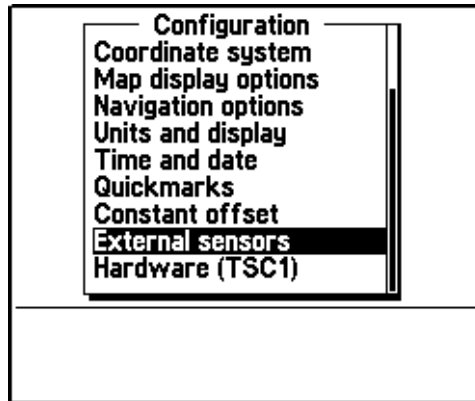 Configuration
Coordinate system
Map display options
Navigation options
Units and display
Time and date
Quickmarks
Constant offset
External sensors
Hardware (TSC1)